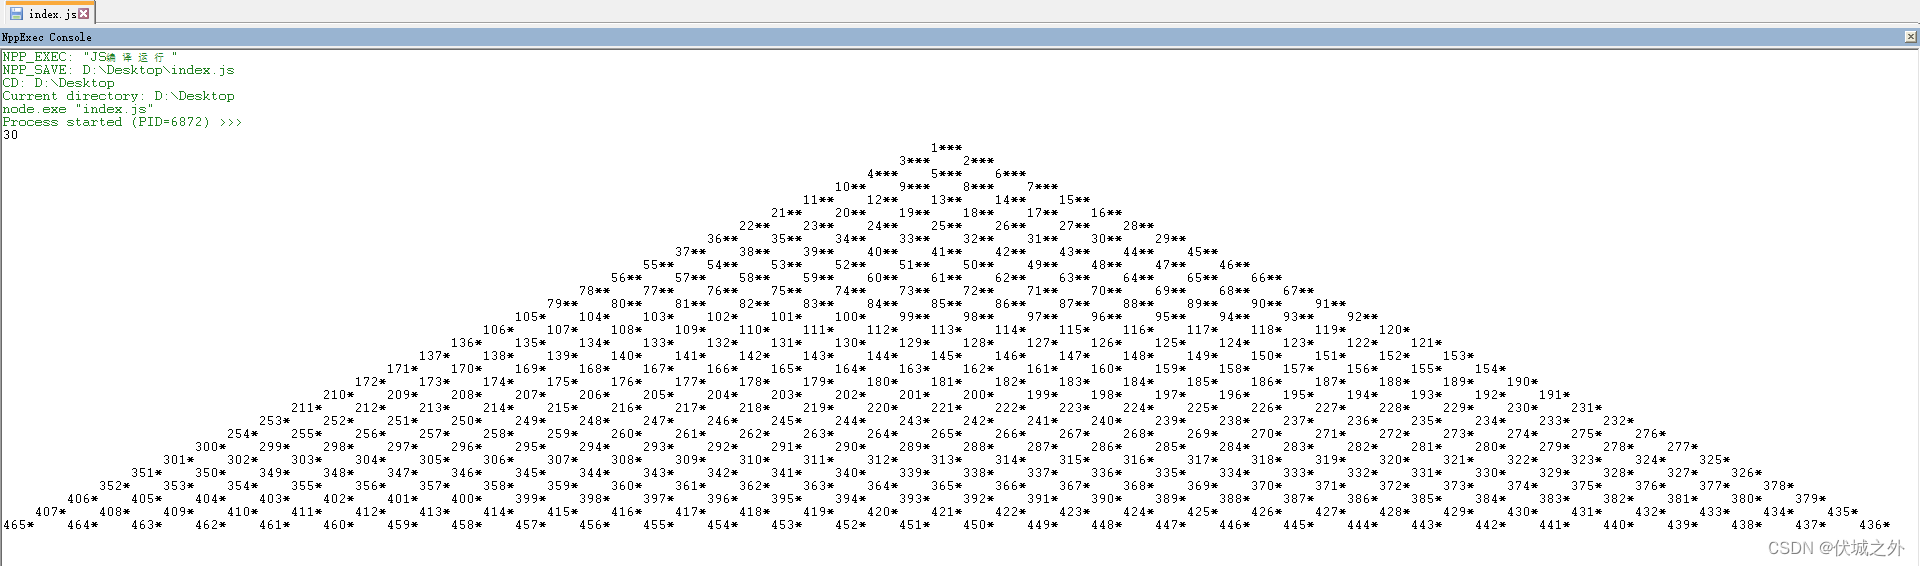 index.js
NppExec Console
NPP_EXEC: "JS编译运行"
NPP_SAVE: D:\Desktop\index.js
CD: D:\Desktop
Current directory: D:\Desktop
node.exe "index.js"
Process started (PID=6872) >>>
30
1***
3*** 2***
4*** 5*** 6***
10** 9*** 8*** 7***
11** 12** 13** 14** 15**
21** 20** 19** 18** 17** 16**
22** 23** 24** 25** 26** 27** 28**
36** 35** 34** 33** 32** 31** 30** 29**
37** 38** 39** 40** 41** 42** 43** 44** 45**
55** 54** 53** 52** 51** 50** 49** 48** 47** 46**
56** 57** 58** 59** 60** 61** 62** 63** 64** 65** 66**
78** 77** 76** 75** 74** 73** 72** 71** 70** 69** 68** 67**
79** 80** 81** 82** 83** 84** 85** 86** 87** 88** 89** 90** 91**
105* 104* 103* 102* 101* 100* 99** 98** 97** 96** 95** 94** 93** 92**
106* 107* 108* 109* 110* 111* 112* 113* 114* 115* 116* 117* 118* 119* 120*
136* 135* 134* 133* 132* 131* 130* 129* 128* 127* 126* 125* 124* 123* 122* 121*
137* 138* 139* 140* 141* 142* 143* 144* 145* 146* 147* 148* 149* 150* 151* 152* 153*
171* 170* 169* 168* 167* 166* 165* 164* 163* 162* 161* 160* 159* 158* 157* 156* 155* 154*
172* 173* 174* 175* 176* 177* 178* 179* 180* 181* 182* 183* 184* 185* 186* 187* 188* 189* 190*
210* 209* 208* 207* 206* 205* 204* 203* 202* 201* 200* 199* 198* 197* 196* 195* 194* 193* 192* 191*
211* 212* 213* 214* 215* 216* 217* 218* 219* 220* 221* 222* 223* 224* 225* 226* 227* 228* 229* 230* 231*
253* 252* 251* 250* 249* 248* 247* 246* 245* 244* 243* 242* 241* 240* 239* 238* 237* 236* 235* 234* 233* 232*
254* 255* 256* 257* 258* 259* 260* 261* 262* 263* 264* 265* 266* 267* 268* 269* 270* 271* 272* 273* 274* 275* 276*
300* 299* 298* 297* 296* 295* 294* 293* 292* 291* 290* 289* 288* 287* 286* 285* 284* 283* 282* 281* 280* 279* 278* 277*
301* 302* 303* 304* 305* 306* 307* 308* 309* 310* 311* 312* 313* 314* 315* 316* 317* 318* 319* 320* 321* 322* 323* 324* 325*
351* 350* 349* 348* 347* 346* 345* 344* 343* 342* 341* 340* 339* 338* 337* 336* 335* 334* 333* 332* 331* 330* 329* 328* 327* 326*
352* 353* 354* 355* 356* 357* 358* 359* 360* 361* 362* 363* 364* 365* 366* 367* 368* 369* 370* 371* 372* 373* 374* 375* 376* 377* 378*
406* 405* 404* 403* 402* 401* 400* 399* 398* 397* 396* 395* 394* 393* 392* 391* 390* 389* 388* 387* 386* 385* 384* 383* 382* 381* 380* 379*
407* 408* 409* 410* 411* 412* 413* 414* 415* 416* 417* 418* 419* 420* 421* 422* 423* 424* 425* 426* 427* 428* 429* 430* 431* 432* 433* 434* 435*
465* 464* 463* 462* 461* 460* 459* 458* 457* 456* 455* 454* 453* 452* 451* 450* 449* 448* 447* 446* 445* 444* 443* 442* 441* 440* 439* 438* 437* 436*
CSDN @伏城之外